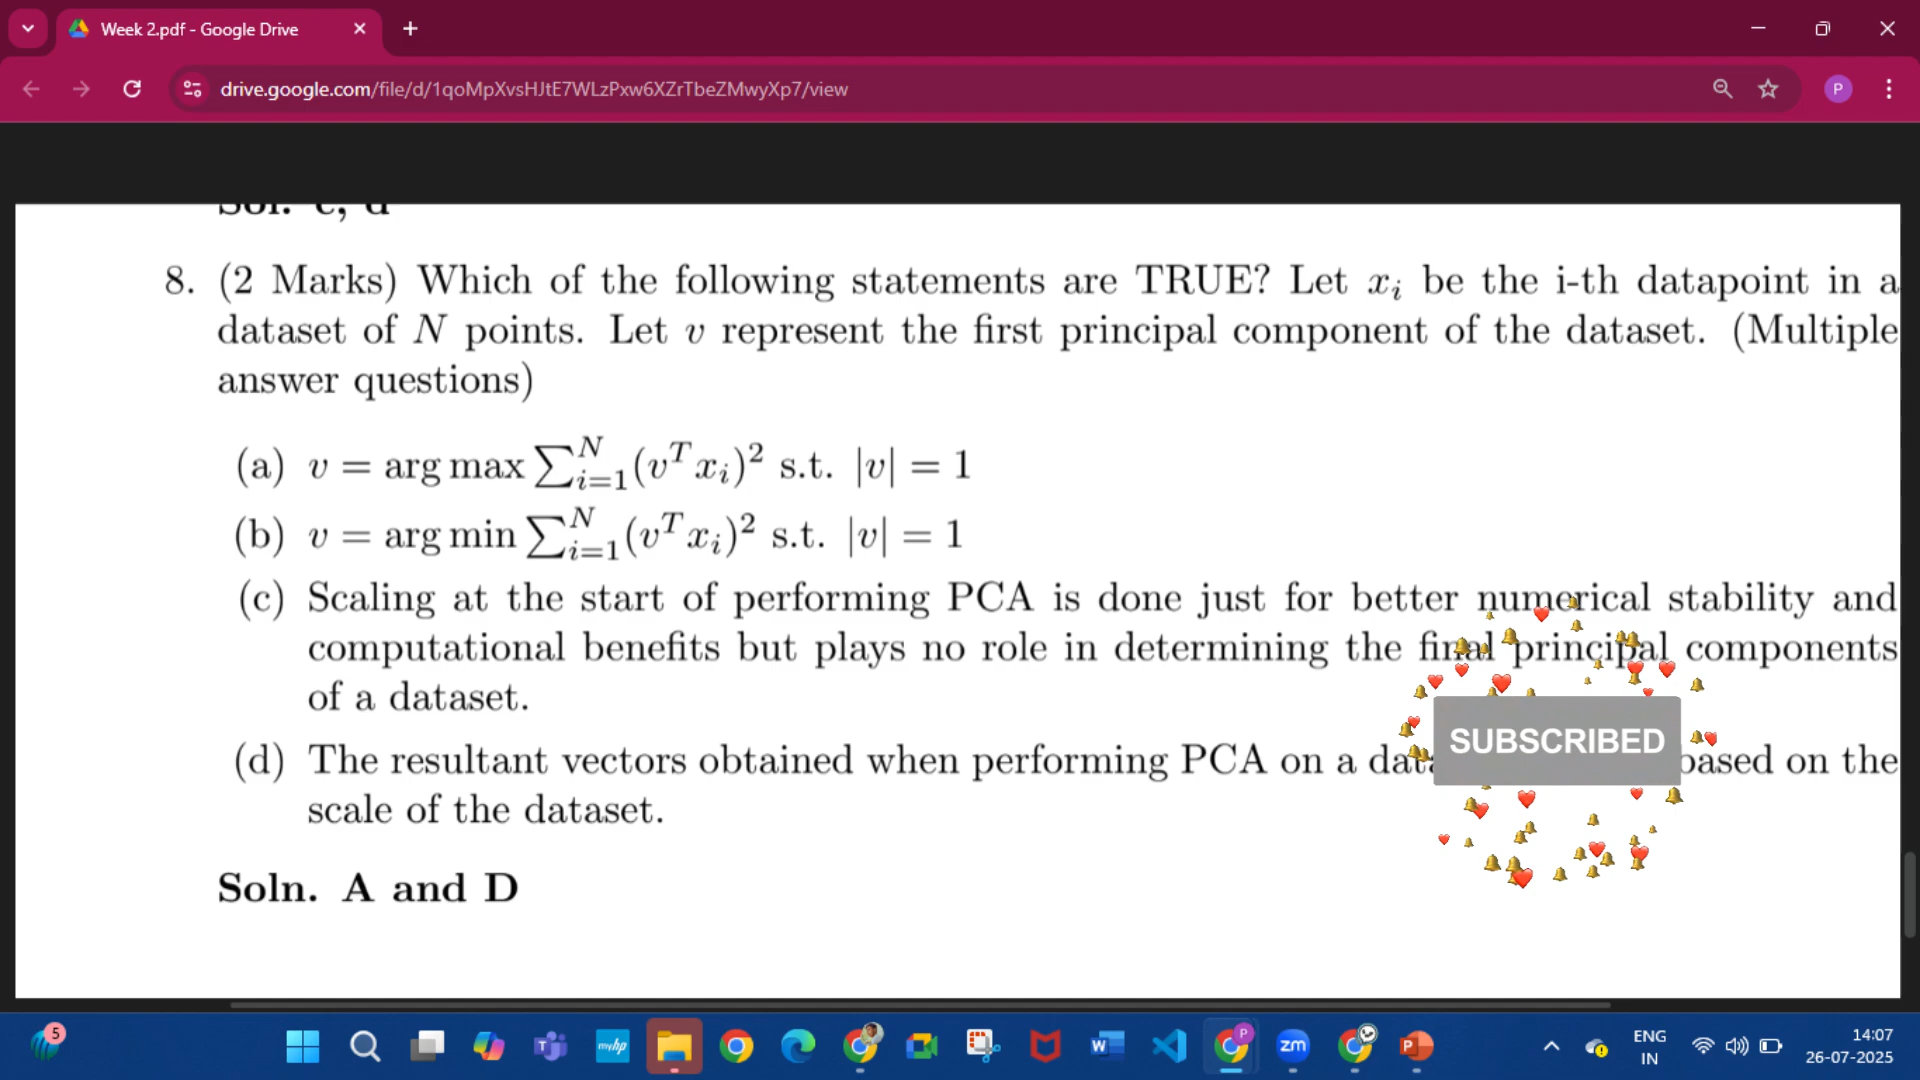 Week 2.pdf - Google Drive
drive.google.com/file/d/1qoMpXvsHJtE7WLzPxw6XZrTbeZMwyXp7/view
P
Sol. c, d
8. (2 Marks) Which of the following statements are TRUE? Let x_i be the i-th datapoint in a
dataset of N points. Let v represent the first principal component of the dataset. (Multiple
answer questions)
(a) v = arg max ∑_{i=1}^{N} (v^T x_i)^2 s.t. |v| = 1
(b) v = arg min ∑_{i=1}^{N} (v^T x_i)^2 s.t. |v| = 1
(c) Scaling at the start of performing PCA is done just for better numerical stability and
computational benefits but plays no role in determining the final principal components
of a dataset.
(d) The resultant vectors obtained when performing PCA on a based on the
scale of the dataset.
SUBSCRIBED
Soln. A and D
5
myhp
P
zm
ENG
IN
14:07
26-07-2025